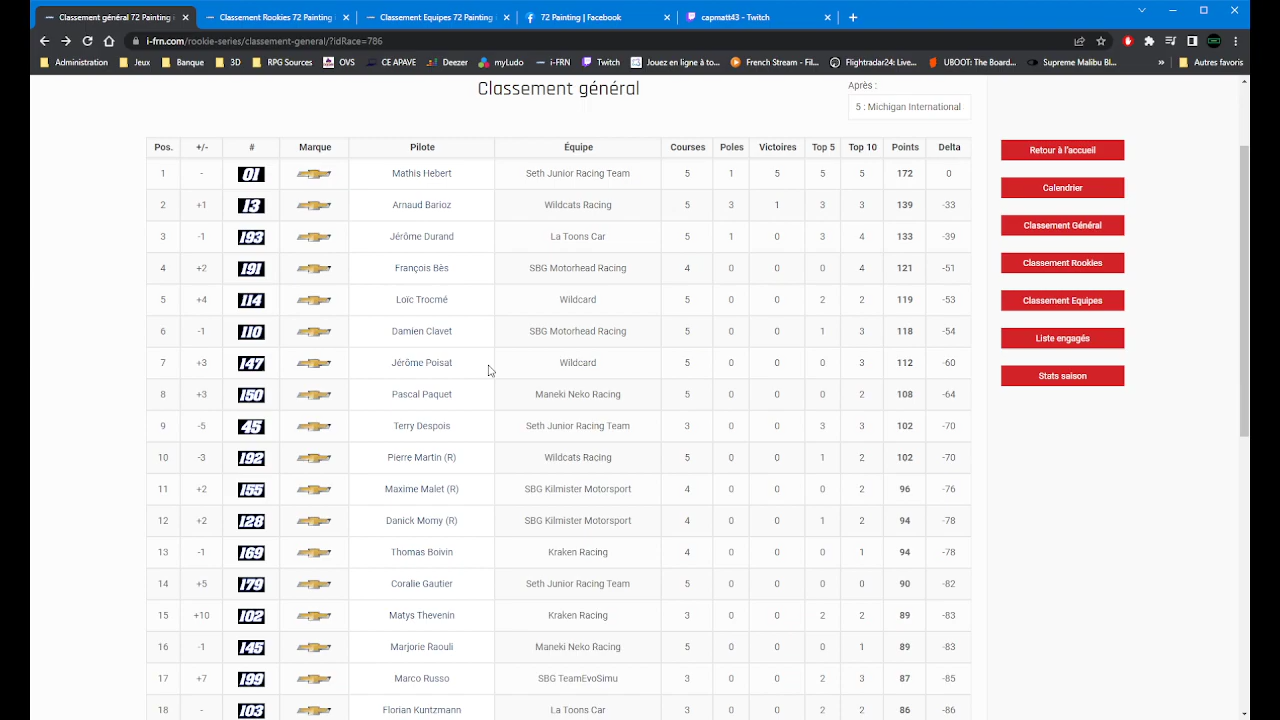 Classement général 72 Painting
Classement Rookies 72 Painting
Classement Equipes 72 Painting
72 Painting | Facebook
capmatt43 - Twitch
i-frn.com/rookie-series/classement-general/?idRace=786
Administration Jeux Banque 3D RPG Sources OVS CE APAVE Deezer myLudo i-FRN Twitch Jouez en ligne à to... French Stream - Fil... Flightradar24: Live... UBOOT: The Board... Supreme Malibu Bl... » Autres favoris
Classement général
Après :
5 : Michigan International
Pos. +/- # Marque Pilote Équipe Courses Poles Victoires Top 5 Top 10 Points Delta
1 - 01 Mathis Hebert Seth Junior Racing Team 5 1 5 5 5 172 0
2 +1 13 Arnaud Barioz Wildcats Racing 5 3 1 3 3 139 -33
3 -1 193 Jérôme Durand La Toons Car 5 1 0 3 4 133 -39
4 +2 191 François Bès SBG Motorhead Racing 4 0 0 0 4 121 -51
5 +4 114 Loïc Trocmé Wildcard 5 0 0 2 2 119 -53
6 -1 110 Damien Clavet SBG Motorhead Racing 5 0 0 1 3 118 -54
7 +3 147 Jérôme Poisat Wildcard 5 0 0 0 3 112 -60
8 +3 150 Pascal Paquet Maneki Neko Racing 5 0 0 0 2 108 -64
9 -5 45 Terry Despois Seth Junior Racing Team 3 0 0 3 3 102 -70
10 -3 192 Pierre Martin (R) Wildcats Racing 5 0 0 1 2 102 -70
11 +2 155 Maxime Malet (R) SBG Kilmister Motorsport 4 0 0 0 2 96 -76
12 +2 128 Danick Momy (R) SBG Kilmister Motorsport 4 0 0 1 2 94 -78
13 -1 169 Thomas Boivin Kraken Racing 4 0 0 0 1 94 -78
14 +5 179 Coralie Gautier Seth Junior Racing Team 5 0 0 0 0 90 -82
15 +10 102 Matys Thevenin Kraken Racing 3 0 0 2 2 89 -83
16 -1 145 Marjorie Raouli Maneki Neko Racing 5 0 0 0 1 89 -83
17 +7 199 Marco Russo SBG TeamEvoSimu 3 0 0 2 3 87 -85
18 - 103 Florian Kuntzmann La Toons Car 3 0 0 2 2 86 -86
Retour à l'accueil
Calendrier
Classement Général
Classement Rookies
Classement Equipes
Liste engagés
Stats saison